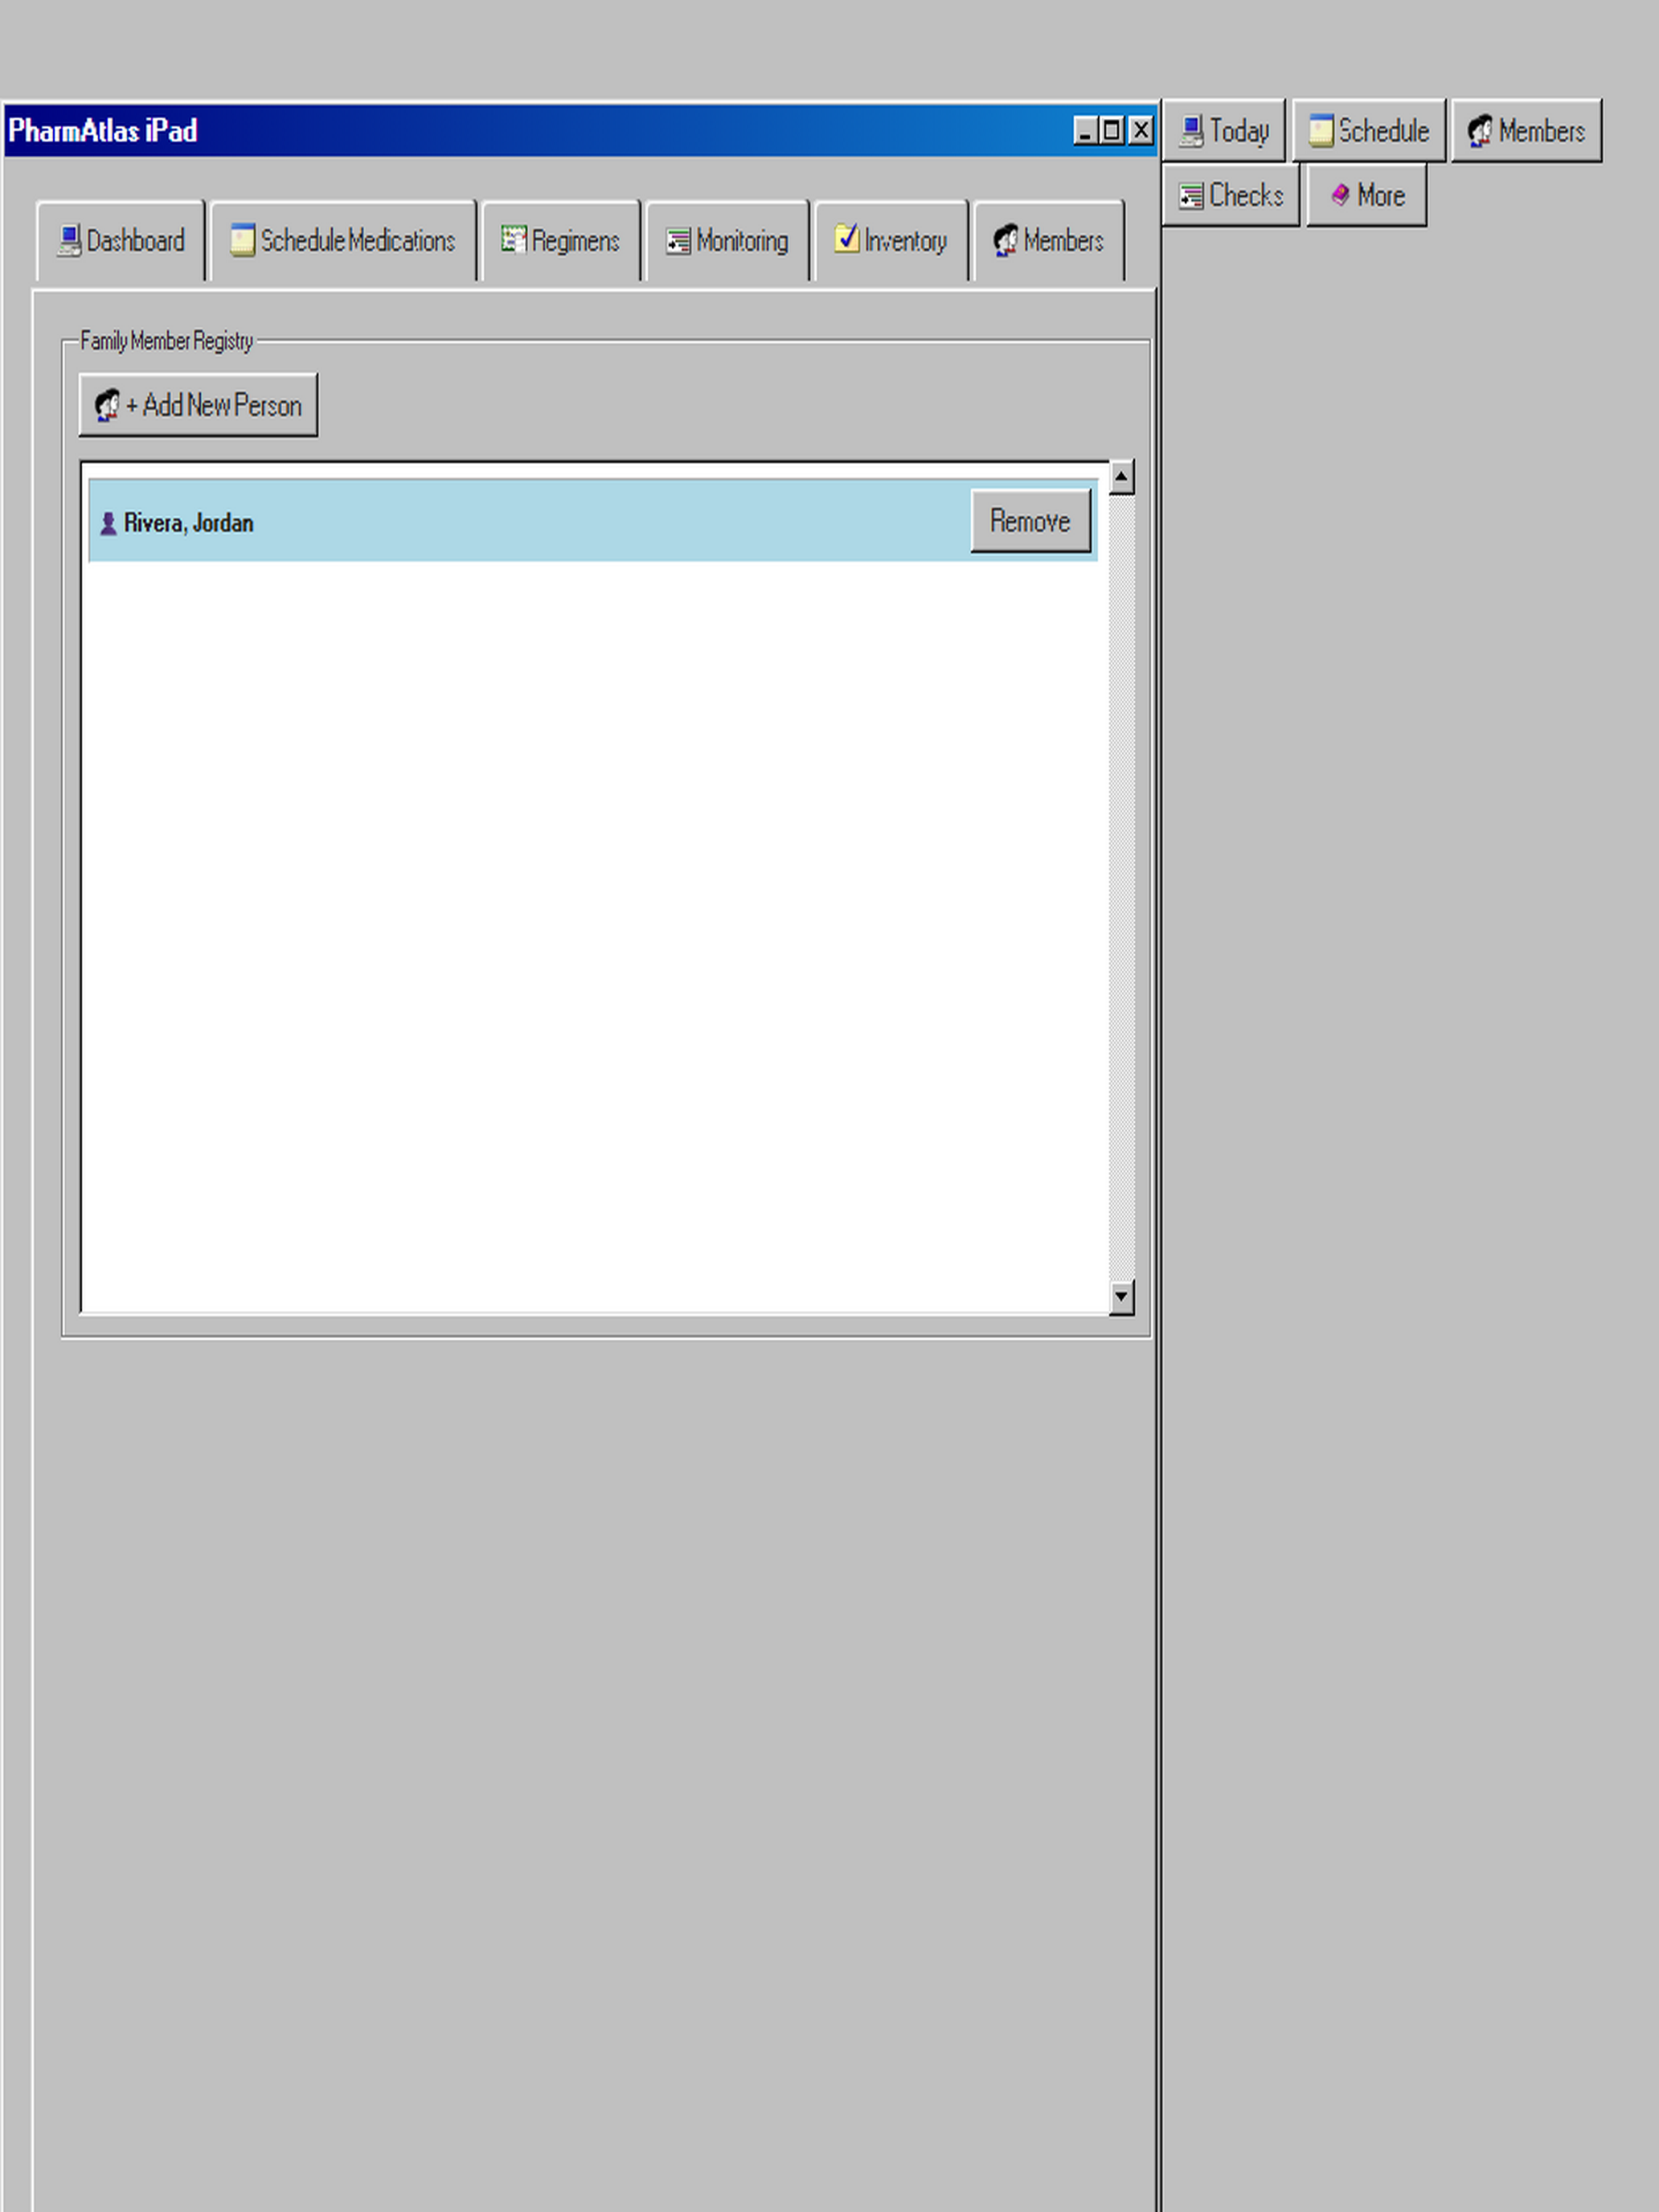 PharmAtlas iPad
Today Schedule Members
Checks More
Dashboard Schedule Medications Regimens Monitoring Inventory Members
Family Member Registry
+ Add New Person
Rivera, Jordan Remove